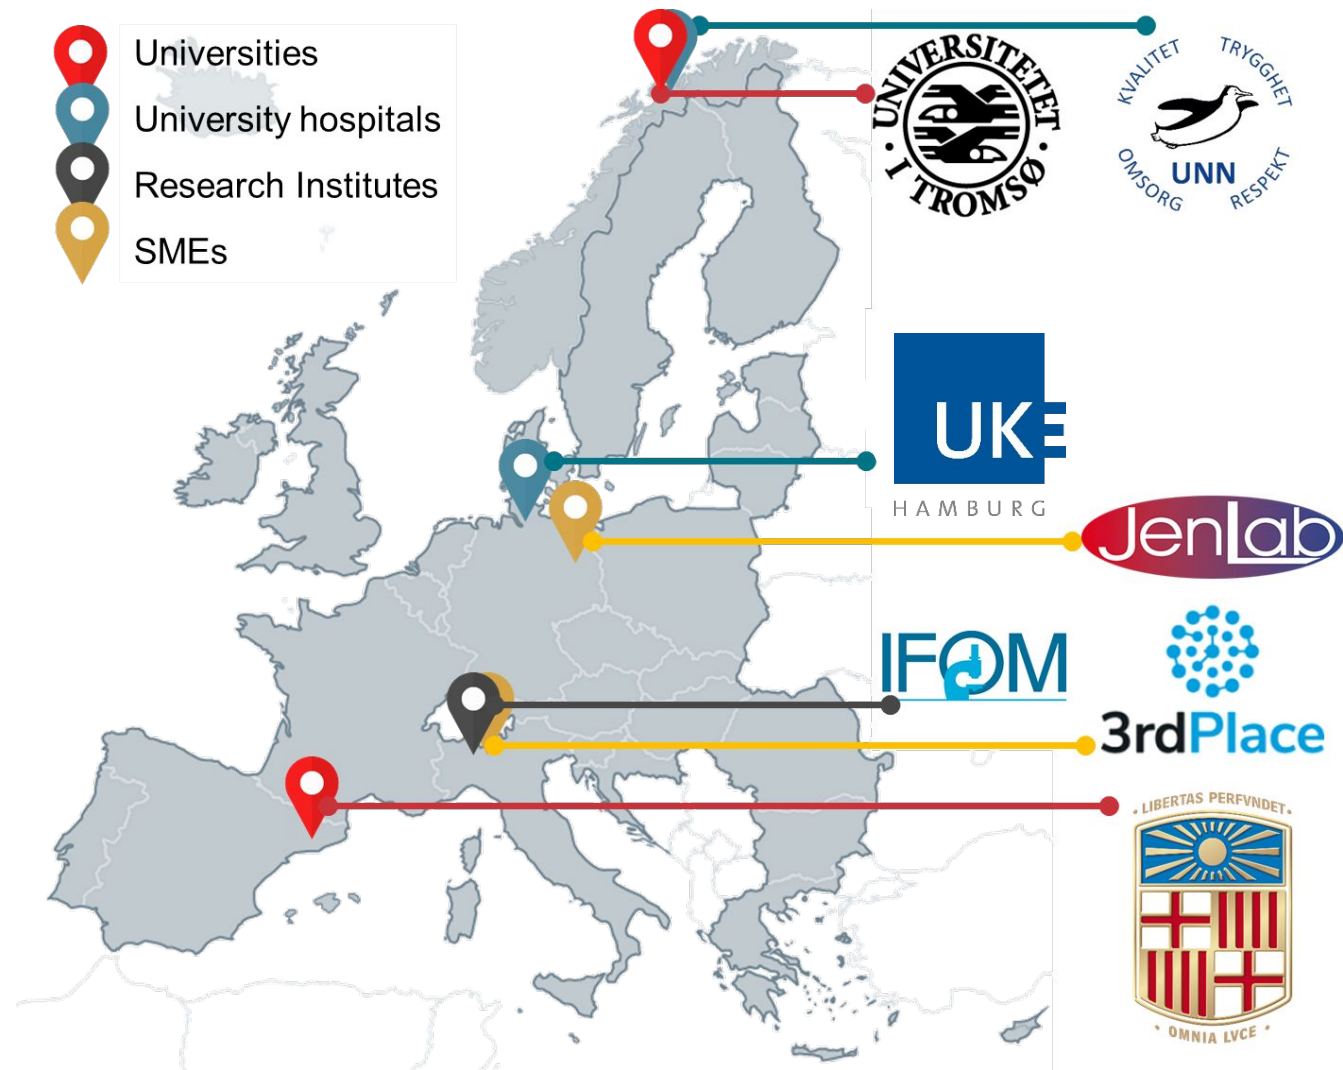 Universities
University hospitals
Research Institutes
SMEs
UNIVERSITETET
· I TROMSØ ·
KVALITET
TRYGGHET
OMSORG
RESPEKT
UNN
UKE
HAMBURG
JenLab
IFOM
3rdPlace
· LIBERTAS PERFVNDET ·
· OMNIA LVCE ·